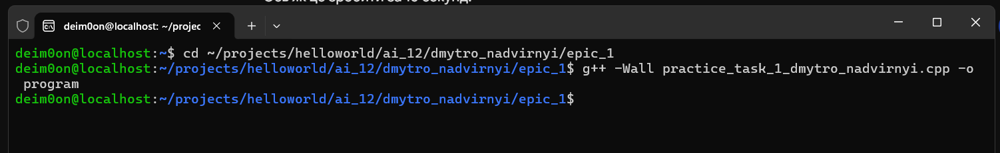 deim0on@localhost: ~/projec
deim0on@localhost:~$ cd ~/projects/helloworld/ai_12/dmytro_nadvirnyi/epic_1
deim0on@localhost:~/projects/helloworld/ai_12/dmytro_nadvirnyi/epic_1$ g++ -Wall practice_task_1_dmytro_nadvirnyi.cpp -o
program
deim0on@localhost:~/projects/helloworld/ai_12/dmytro_nadvirnyi/epic_1$